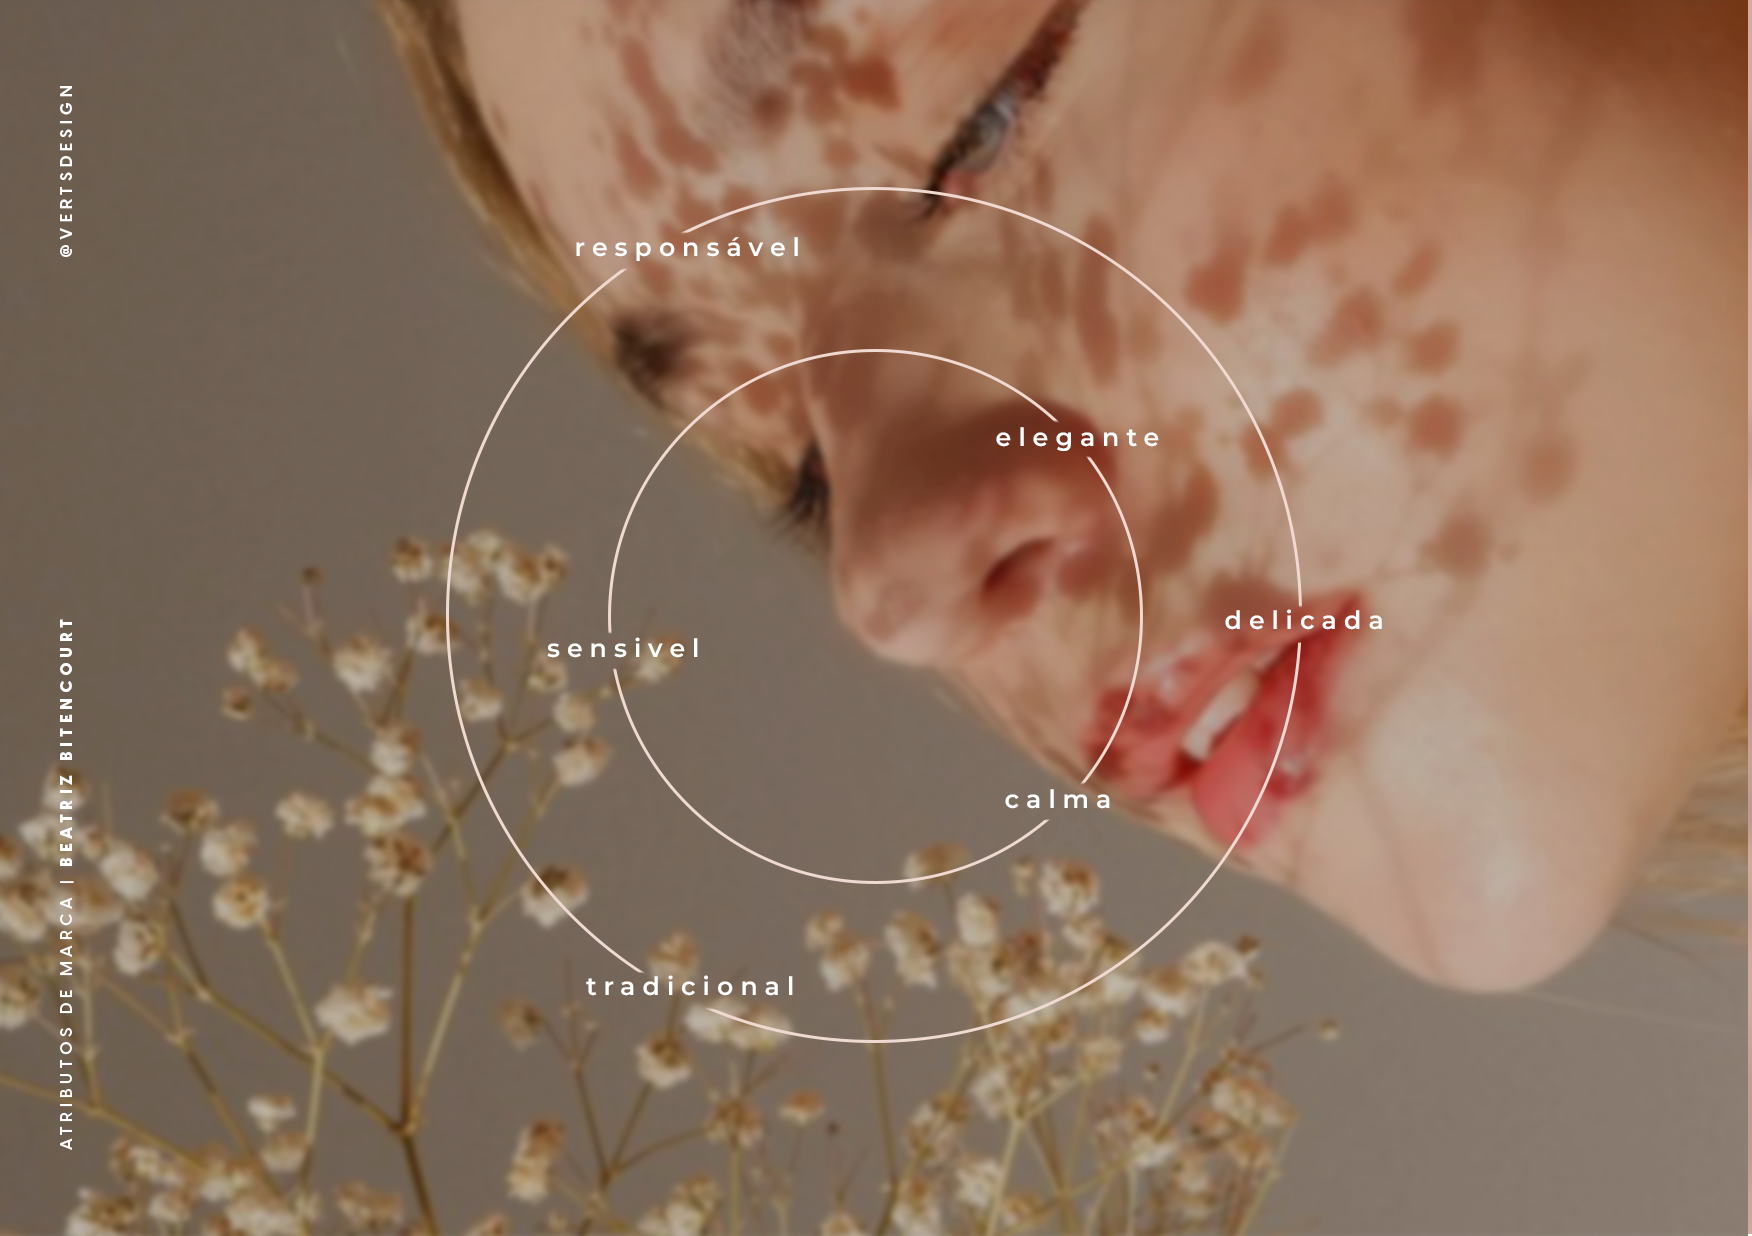 @VERTSDESIGN
ATRIBUTOS DE MARCA | BEATRIZ BITENCOURT
responsável
elegante
delicada
sensivel
calma
tradicional